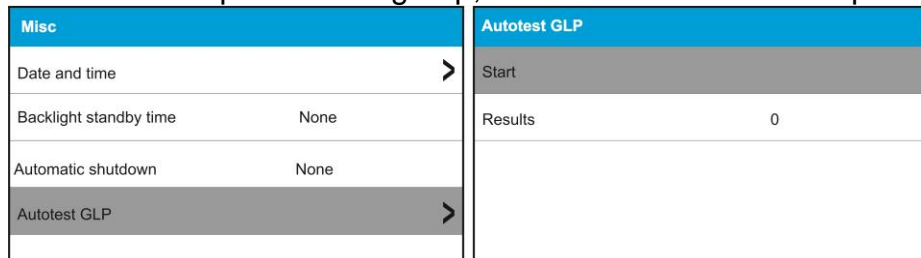 Misc
Date and time >
Backlight standby time None
Automatic shutdown None
Autotest GLP >
Autotest GLP
Start
Results 0